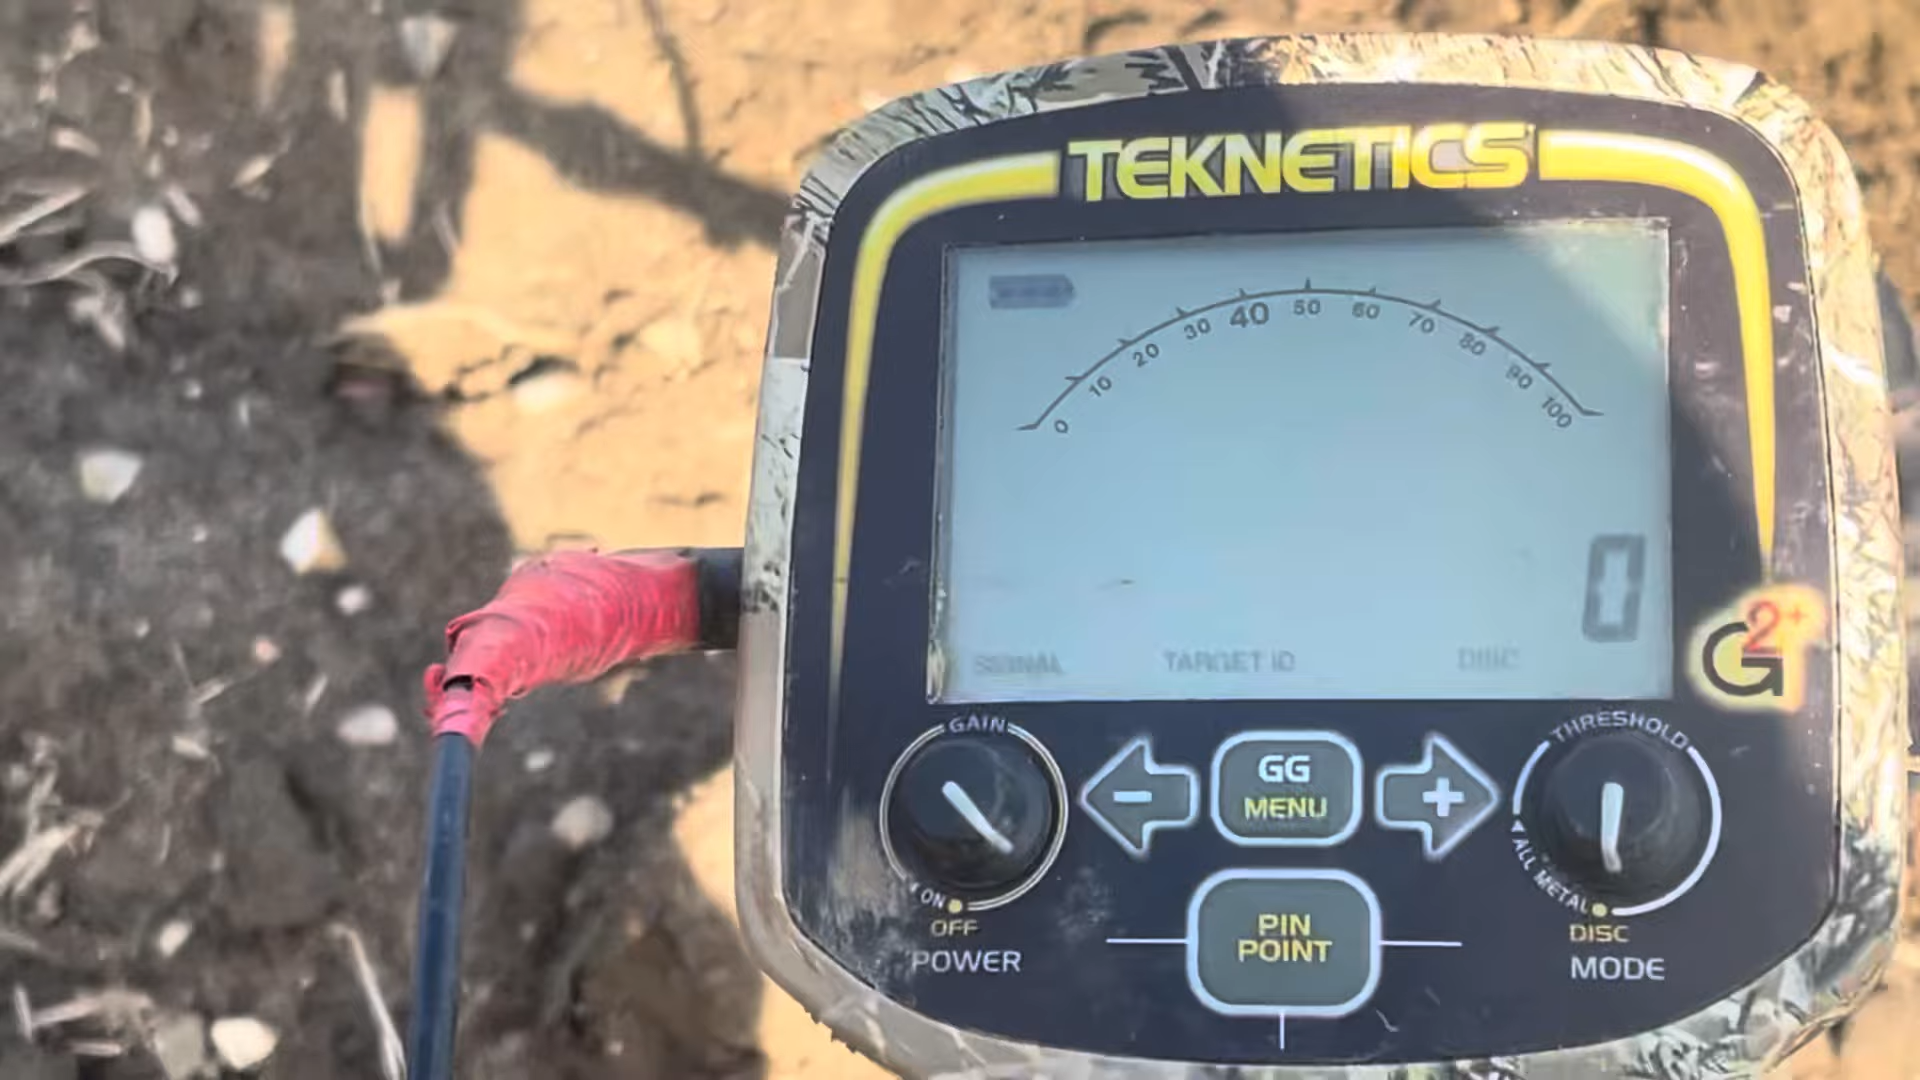 TEKNETICS
0 10 20 30 40 50 60 70 80 90 100
0
SIGNAL TARGET ID DISC
G2+
GAIN
THRESHOLD
-
GG
MENU
+
ON
OFF
POWER
PIN
POINT
ALL METAL
DISC
MODE